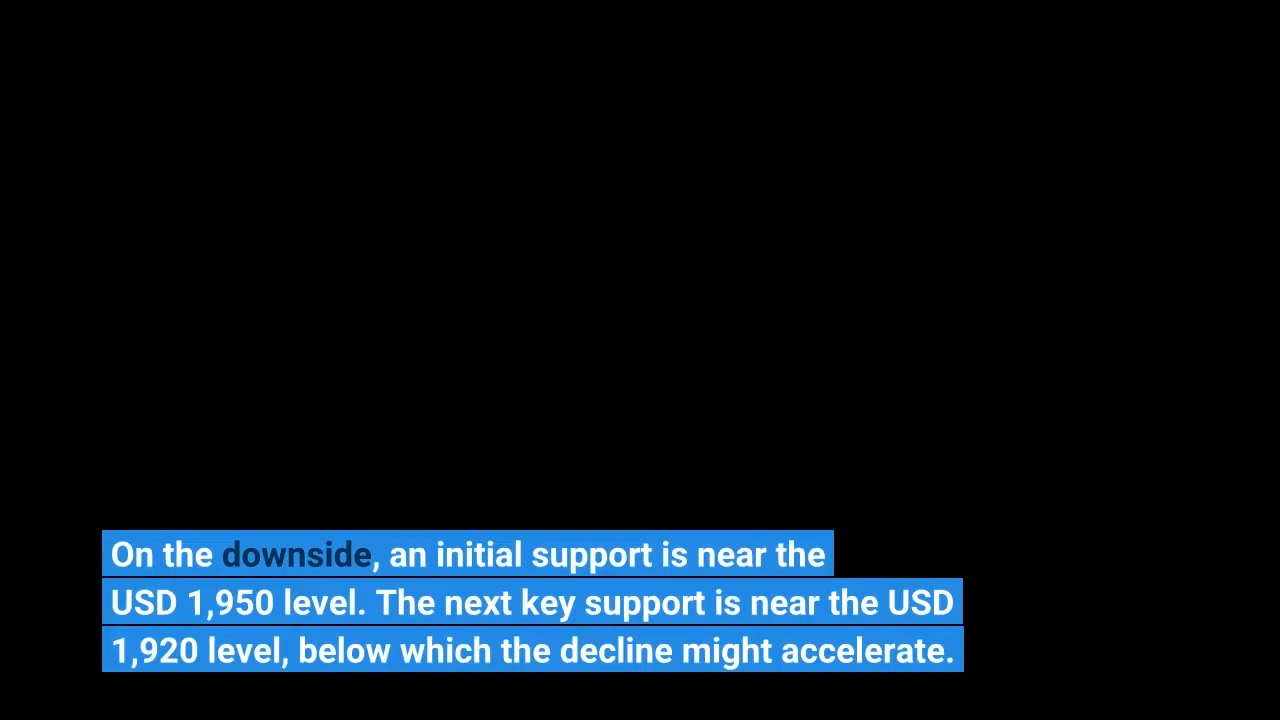 On the downside, an initial support is near the
USD 1,950 level. The next key support is near the USD
1,920 level, below which the decline might accelerate.